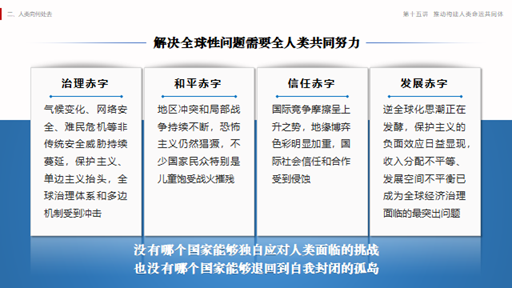 二、人类向何处去
第十五讲 推动构建人类命运共同体
解决全球性问题需要全人类共同努力
治理赤字
气候变化、网络安
全、难民危机等非
传统安全威胁持续
蔓延，保护主义、
单边主义抬头，全
球治理体系和多边
机制受到冲击
和平赤字
地区冲突和局部战
争持续不断，恐怖
主义仍然猖獗，不
少国家民众特别是
儿童饱受战火摧残
信任赤字
国际竞争摩擦呈上
升之势，地缘博弈
色彩明显加重，国
际社会信任和合作
受到侵蚀
发展赤字
逆全球化思潮正在
发酵，保护主义的
负面效应日益显现，
收入分配不平等、
发展空间不平衡已
成为全球经济治理
面临的最突出问题
没有哪个国家能够独自应对人类面临的挑战
也没有哪个国家能够退回到自我封闭的孤岛